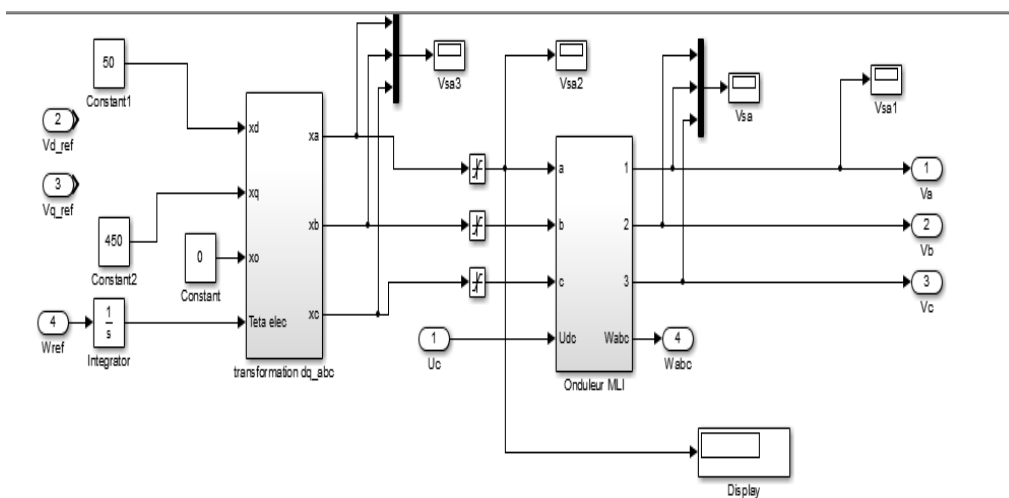 50
Constant1
2
Vd_ref
3
Vq_ref
450
Constant2
0
Constant
4
Wref
1
s
Integrator
xd
xq
xo
Teta elec
xa
xb
xc
transformation dq_abc
Vsa3
Vsa2
1
Uc
a
b
c
Udc
1
2
3
Wabc
Onduleur MLI
4
Wabc
Vsa
Vsa1
1
Va
2
Vb
3
Vc
Display